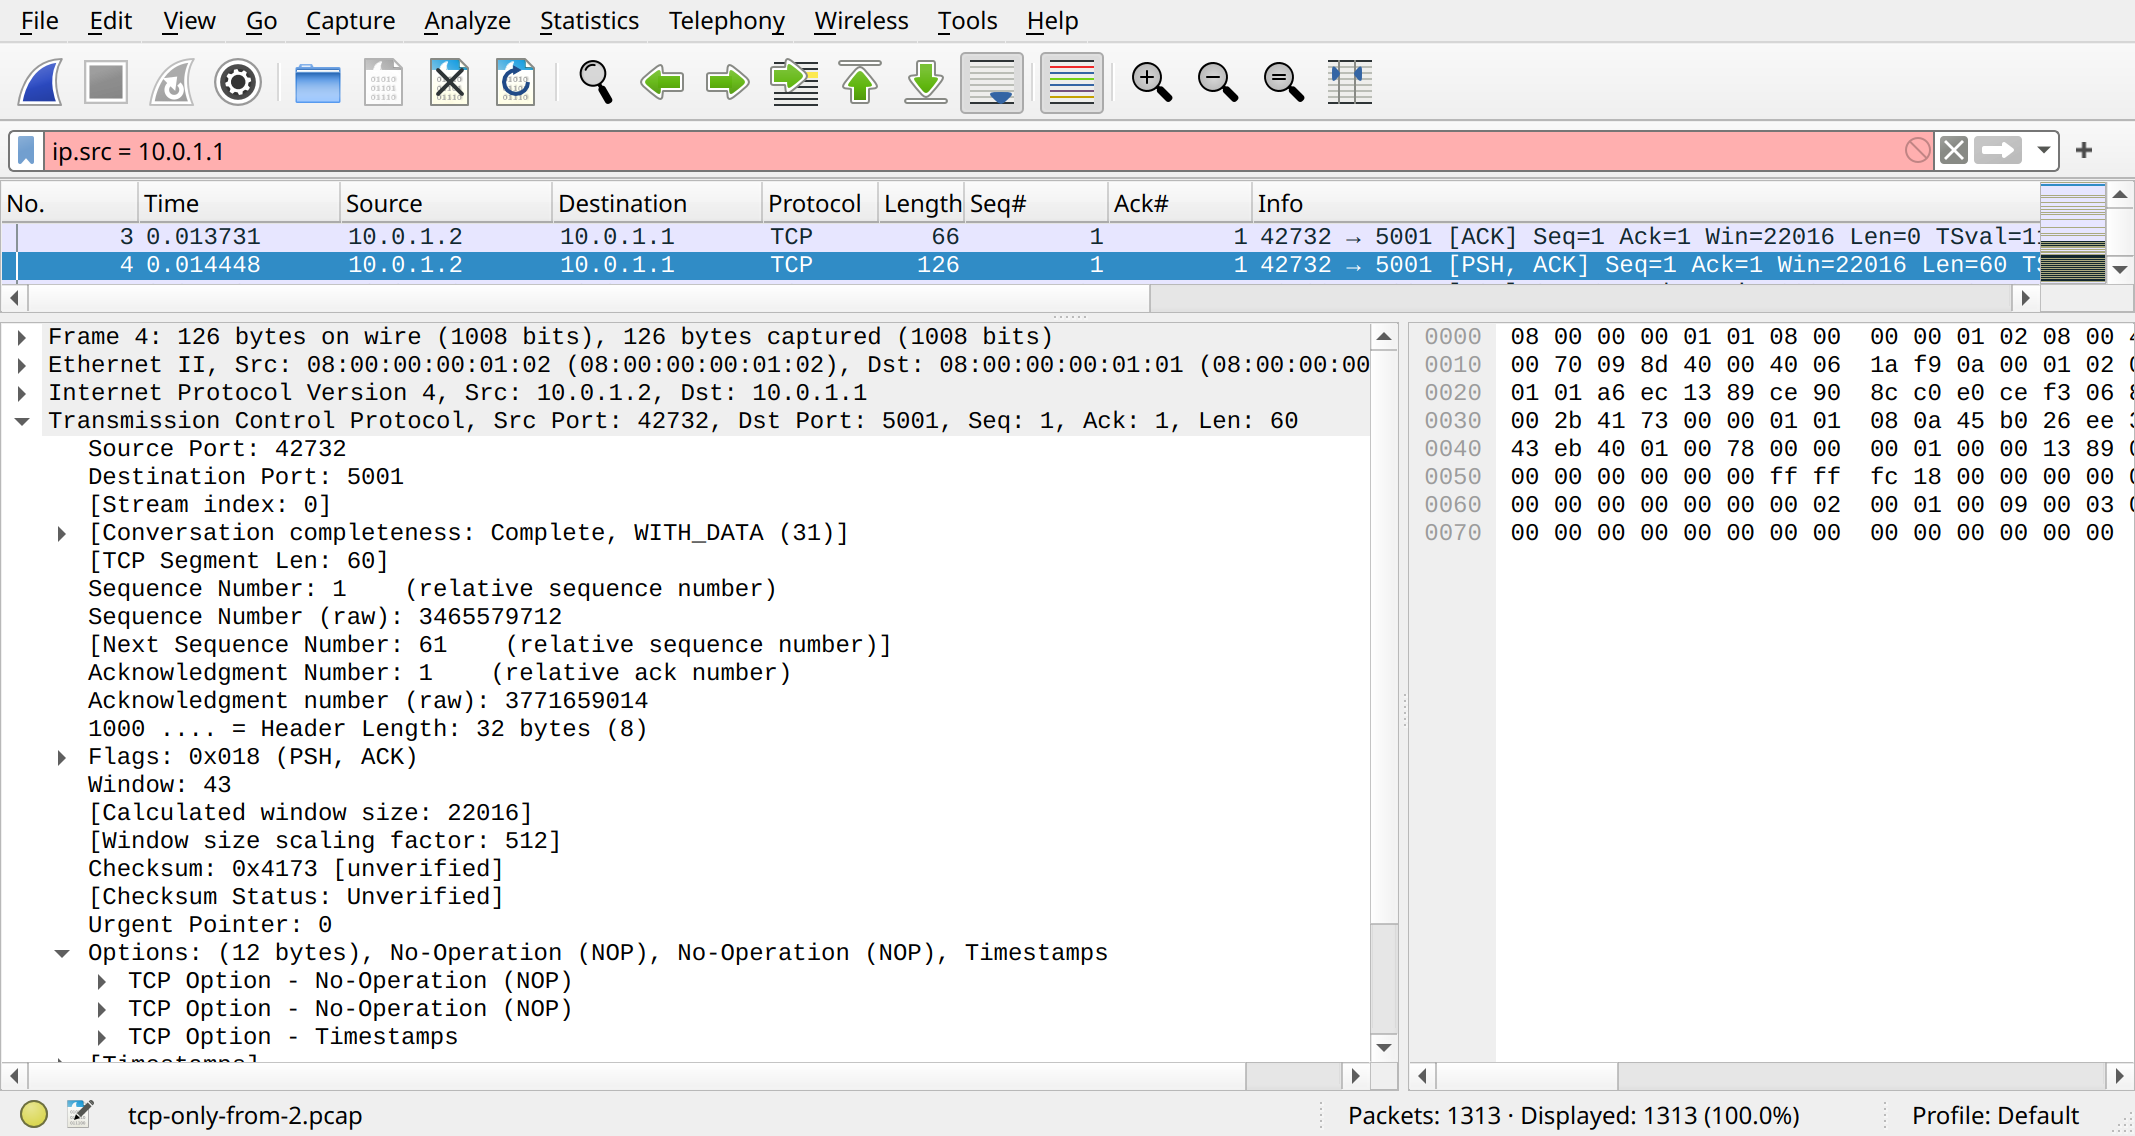 File Edit View Go Capture Analyze Statistics Telephony Wireless Tools Help
ip.src = 10.0.1.1
No. Time Source Destination Protocol Length Seq# Ack# Info
3 0.013731 10.0.1.2 10.0.1.1 TCP 66 1 1 42732 → 5001 [ACK] Seq=1 Ack=1 Win=22016 Len=0
4 0.014448 10.0.1.2 10.0.1.1 TCP 126 1 1 42732 → 5001 [PSH, ACK] Seq=1 Ack=1 Win=22016 Len=60
Frame 4: 126 bytes on wire (1008 bits), 126 bytes captured (1008 bits)
Ethernet II, Src: 08:00:00:00:01:02 (08:00:00:00:01:02), Dst: 08:00:00:00:01:01 (08:00:00:00
Internet Protocol Version 4, Src: 10.0.1.2, Dst: 10.0.1.1
Transmission Control Protocol, Src Port: 42732, Dst Port: 5001, Seq: 1, Ack: 1, Len: 60
Source Port: 42732
Destination Port: 5001
[Stream index: 0]
[Conversation completeness: Complete, WITH_DATA (31)]
[TCP Segment Len: 60]
Sequence Number: 1    (relative sequence number)
Sequence Number (raw): 3465579712
[Next Sequence Number: 61    (relative sequence number)]
Acknowledgment Number: 1    (relative ack number)
Acknowledgment number (raw): 3771659014
1000 .... = Header Length: 32 bytes (8)
Flags: 0x018 (PSH, ACK)
Window: 43
[Calculated window size: 22016]
[Window size scaling factor: 512]
Checksum: 0x4173 [unverified]
[Checksum Status: Unverified]
Urgent Pointer: 0
Options: (12 bytes), No-Operation (NOP), No-Operation (NOP), Timestamps
TCP Option - No-Operation (NOP)
TCP Option - No-Operation (NOP)
TCP Option - Timestamps
0000 08 00 00 00 01 01 08 00 00 00 01 02 08 00
0010 00 70 09 8d 40 00 40 06 1a f9 0a 00 01 02
0020 01 01 a6 ec 13 89 ce 90 8c c0 e0 ce f3 06
0030 00 2b 41 73 00 00 01 01 08 0a 45 b0 26 ee
0040 43 eb 40 01 00 78 00 00 00 01 00 00 13 89
0050 00 00 00 00 00 00 ff ff fc 18 00 00 00 00
0060 00 00 00 00 00 00 00 02 00 01 00 09 00 03
0070 00 00 00 00 00 00 00 00 00 00 00 00 00 00
tcp-only-from-2.pcap
Packets: 1313 · Displayed: 1313 (100.0%)
Profile: Default